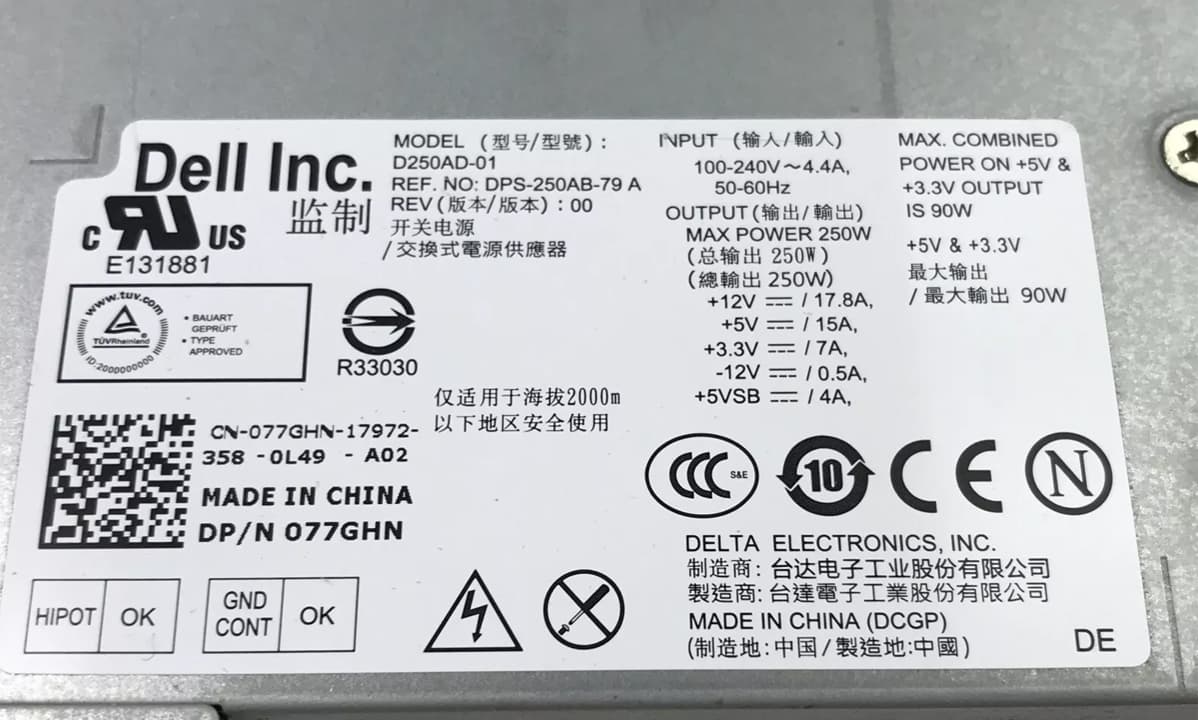 Dell Inc.
监制
c RU US
E131881
MODEL (型号/型號) :
D250AD-01
REF. NO: DPS-250AB-79 A
REV (版本/版本) : 00
开关电源
/交換式電源供應器
INPUT (输人/輸入)
100-240V～4.4A,
50-60Hz
OUTPUT (输出/輸出)
MAX POWER 250W
(总输出 250W)
(總輸出 250W)
+12V ⎓ / 17.8A,
+5V ⎓ / 15A,
+3.3V ⎓ / 7A,
-12V ⎓ / 0.5A,
+5VSB ⎓ / 4A,
MAX. COMBINED
POWER ON +5V &
+3.3V OUTPUT
IS 90W
+5V & +3.3V
最大输出
/ 最大輸出 90W
www.tuv.com
TÜVRheinland
ID:2000000000
• BAUART
GEPRÜFT
• TYPE
APPROVED
R33030
仅适用于海拔2000m
以下地区安全使用
CN-077GHN-17972-
358 -0L49 - A02
MADE IN CHINA
DP/N 077GHN
HIPOT OK
GND
CONT
OK
CCC S&E
10
CE
N
DELTA ELECTRONICS, INC.
制造商: 台达电子工业股份有限公司
製造商: 台達電子工業股份有限公司
MADE IN CHINA (DCGP)
(制造地:中国/製造地:中國)
DE